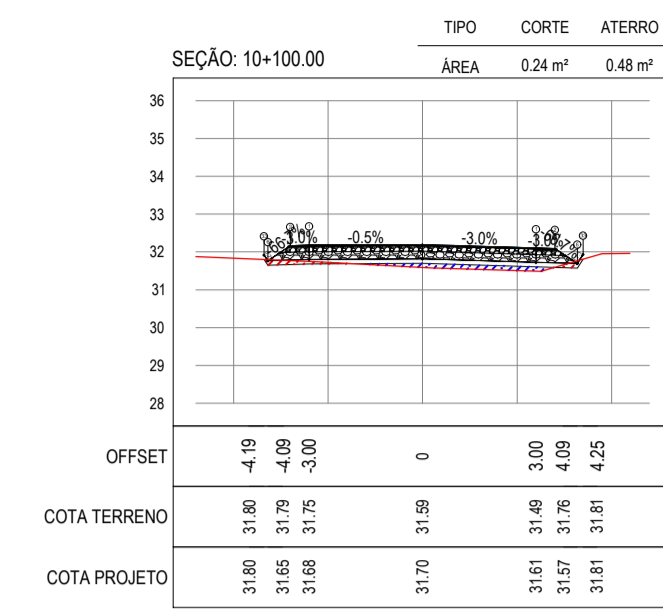 TIPO CORTE ATERRO
SEÇÃO: 10+100.00
ÁREA 0.24 m² 0.48 m²
36
35
34
33
32
31
30
29
28
-0.5% -3.0%
OFFSET -4.19 -4.09 -3.00 0 3.00 4.09 4.25
COTA TERRENO 31.80 31.79 31.75 31.59 31.49 31.76 31.81
COTA PROJETO 31.80 31.65 31.68 31.70 31.61 31.57 31.81